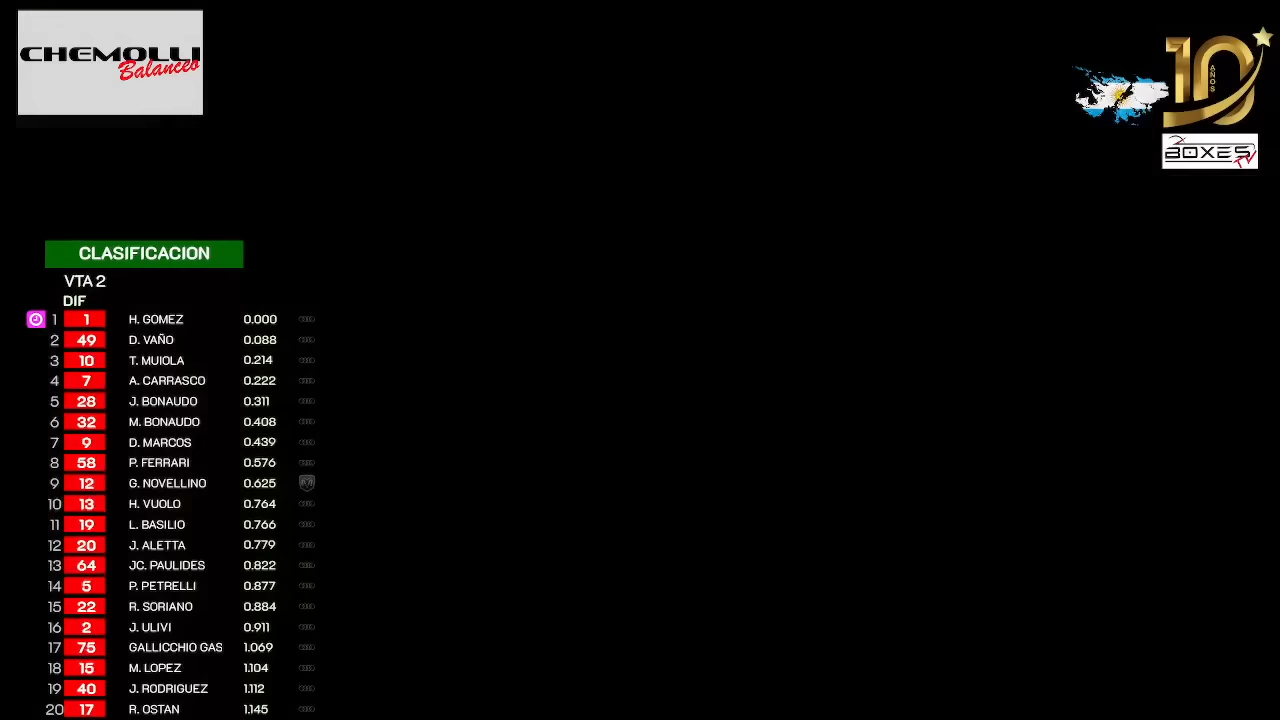 CHEMOLLI
Balanceo
10
AÑOS
BOXES
TV
CLASIFICACION
VTA 2
DIF
1 1 H. GOMEZ 0.000
2 49 D. VAÑO 0.088
3 10 T. MUIOLA 0.214
4 7 A. CARRASCO 0.222
5 28 J. BONAUDO 0.311
6 32 M. BONAUDO 0.408
7 9 D. MARCOS 0.439
8 58 P. FERRARI 0.576
9 12 G. NOVELLINO 0.625
10 13 H. VUOLO 0.764
11 19 L. BASILIO 0.766
12 20 J. ALETTA 0.779
13 64 JC. PAULIDES 0.822
14 5 P. PETRELLI 0.877
15 22 R. SORIANO 0.884
16 2 J. ULIVI 0.911
17 75 GALLICCHIO GAS 1.069
18 15 M. LOPEZ 1.104
19 40 J. RODRIGUEZ 1.112
20 17 R. OSTAN 1.145